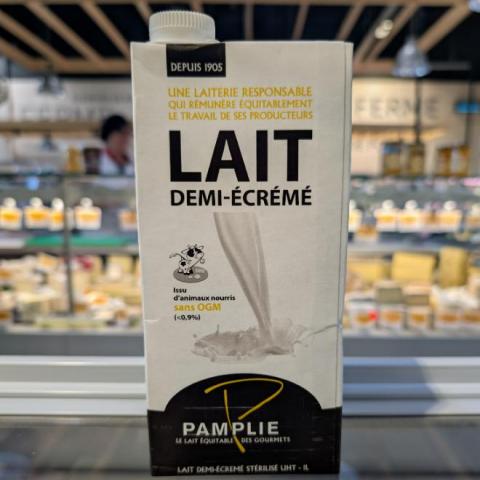 DEPUIS 1905
UNE LAITERIE RESPONSABLE
QUI RÉMUNÈRE ÉQUITABLEMENT
LE TRAVAIL DE SES PRODUCTEURS
LAIT
DEMI-ÉCRÉMÉ
Issu
d'animaux nourris
sans OGM
(<0,9%)
PAMPLIE
LE LAIT ÉQUITABLE DES GOURMETS
LAIT DEMI-ÉCRÉMÉ STÉRILISÉ UHT - 1L
FERME